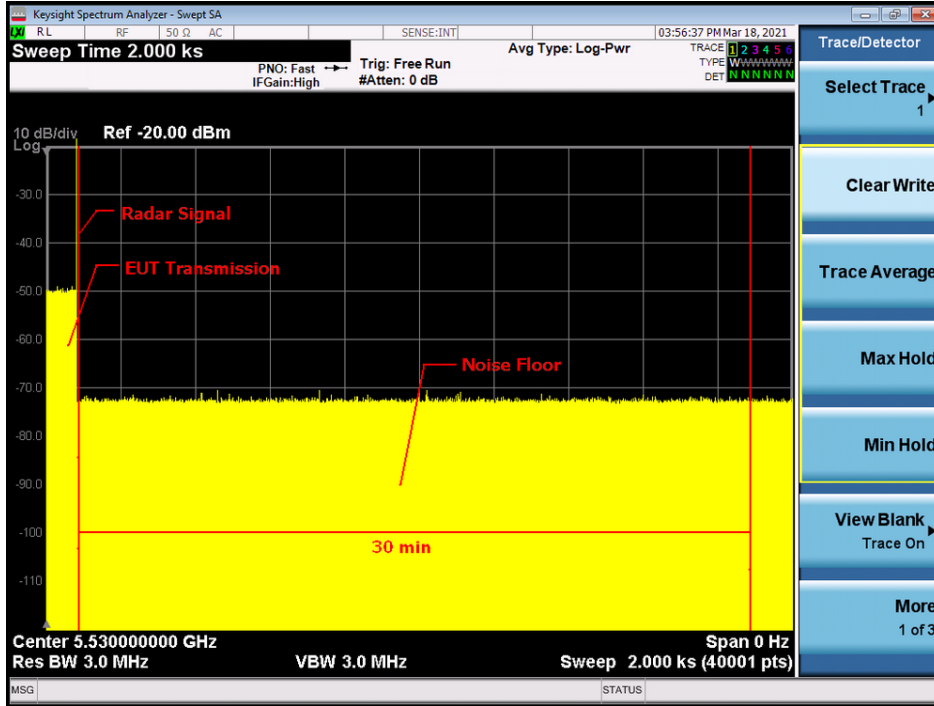 Keysight Spectrum Analyzer - Swept SA
LXI RL RF 50 Ω AC SENSE:INT 03:56:37 PM Mar 18, 2021
Sweep Time 2.000 ks
PNO: Fast
IFGain:High
Trig: Free Run
#Atten: 0 dB
Avg Type: Log-Pwr
TRACE 1 2 3 4 5 6
TYPE WWWWWW
DET N N N N N N
10 dB/div
Log
Ref -20.00 dBm
-30.0
Radar Signal
-40.0
EUT Transmission
-50.0
-60.0
Noise Floor
-70.0
-80.0
-90.0
-100
30 min
-110
Center 5.530000000 GHz
Span 0 Hz
Res BW 3.0 MHz
VBW 3.0 MHz
Sweep 2.000 ks (40001 pts)
MSG
STATUS
Trace/Detector
Select Trace
1
Clear Write
Trace Average
Max Hold
Min Hold
View Blank
Trace On
More
1 of 3